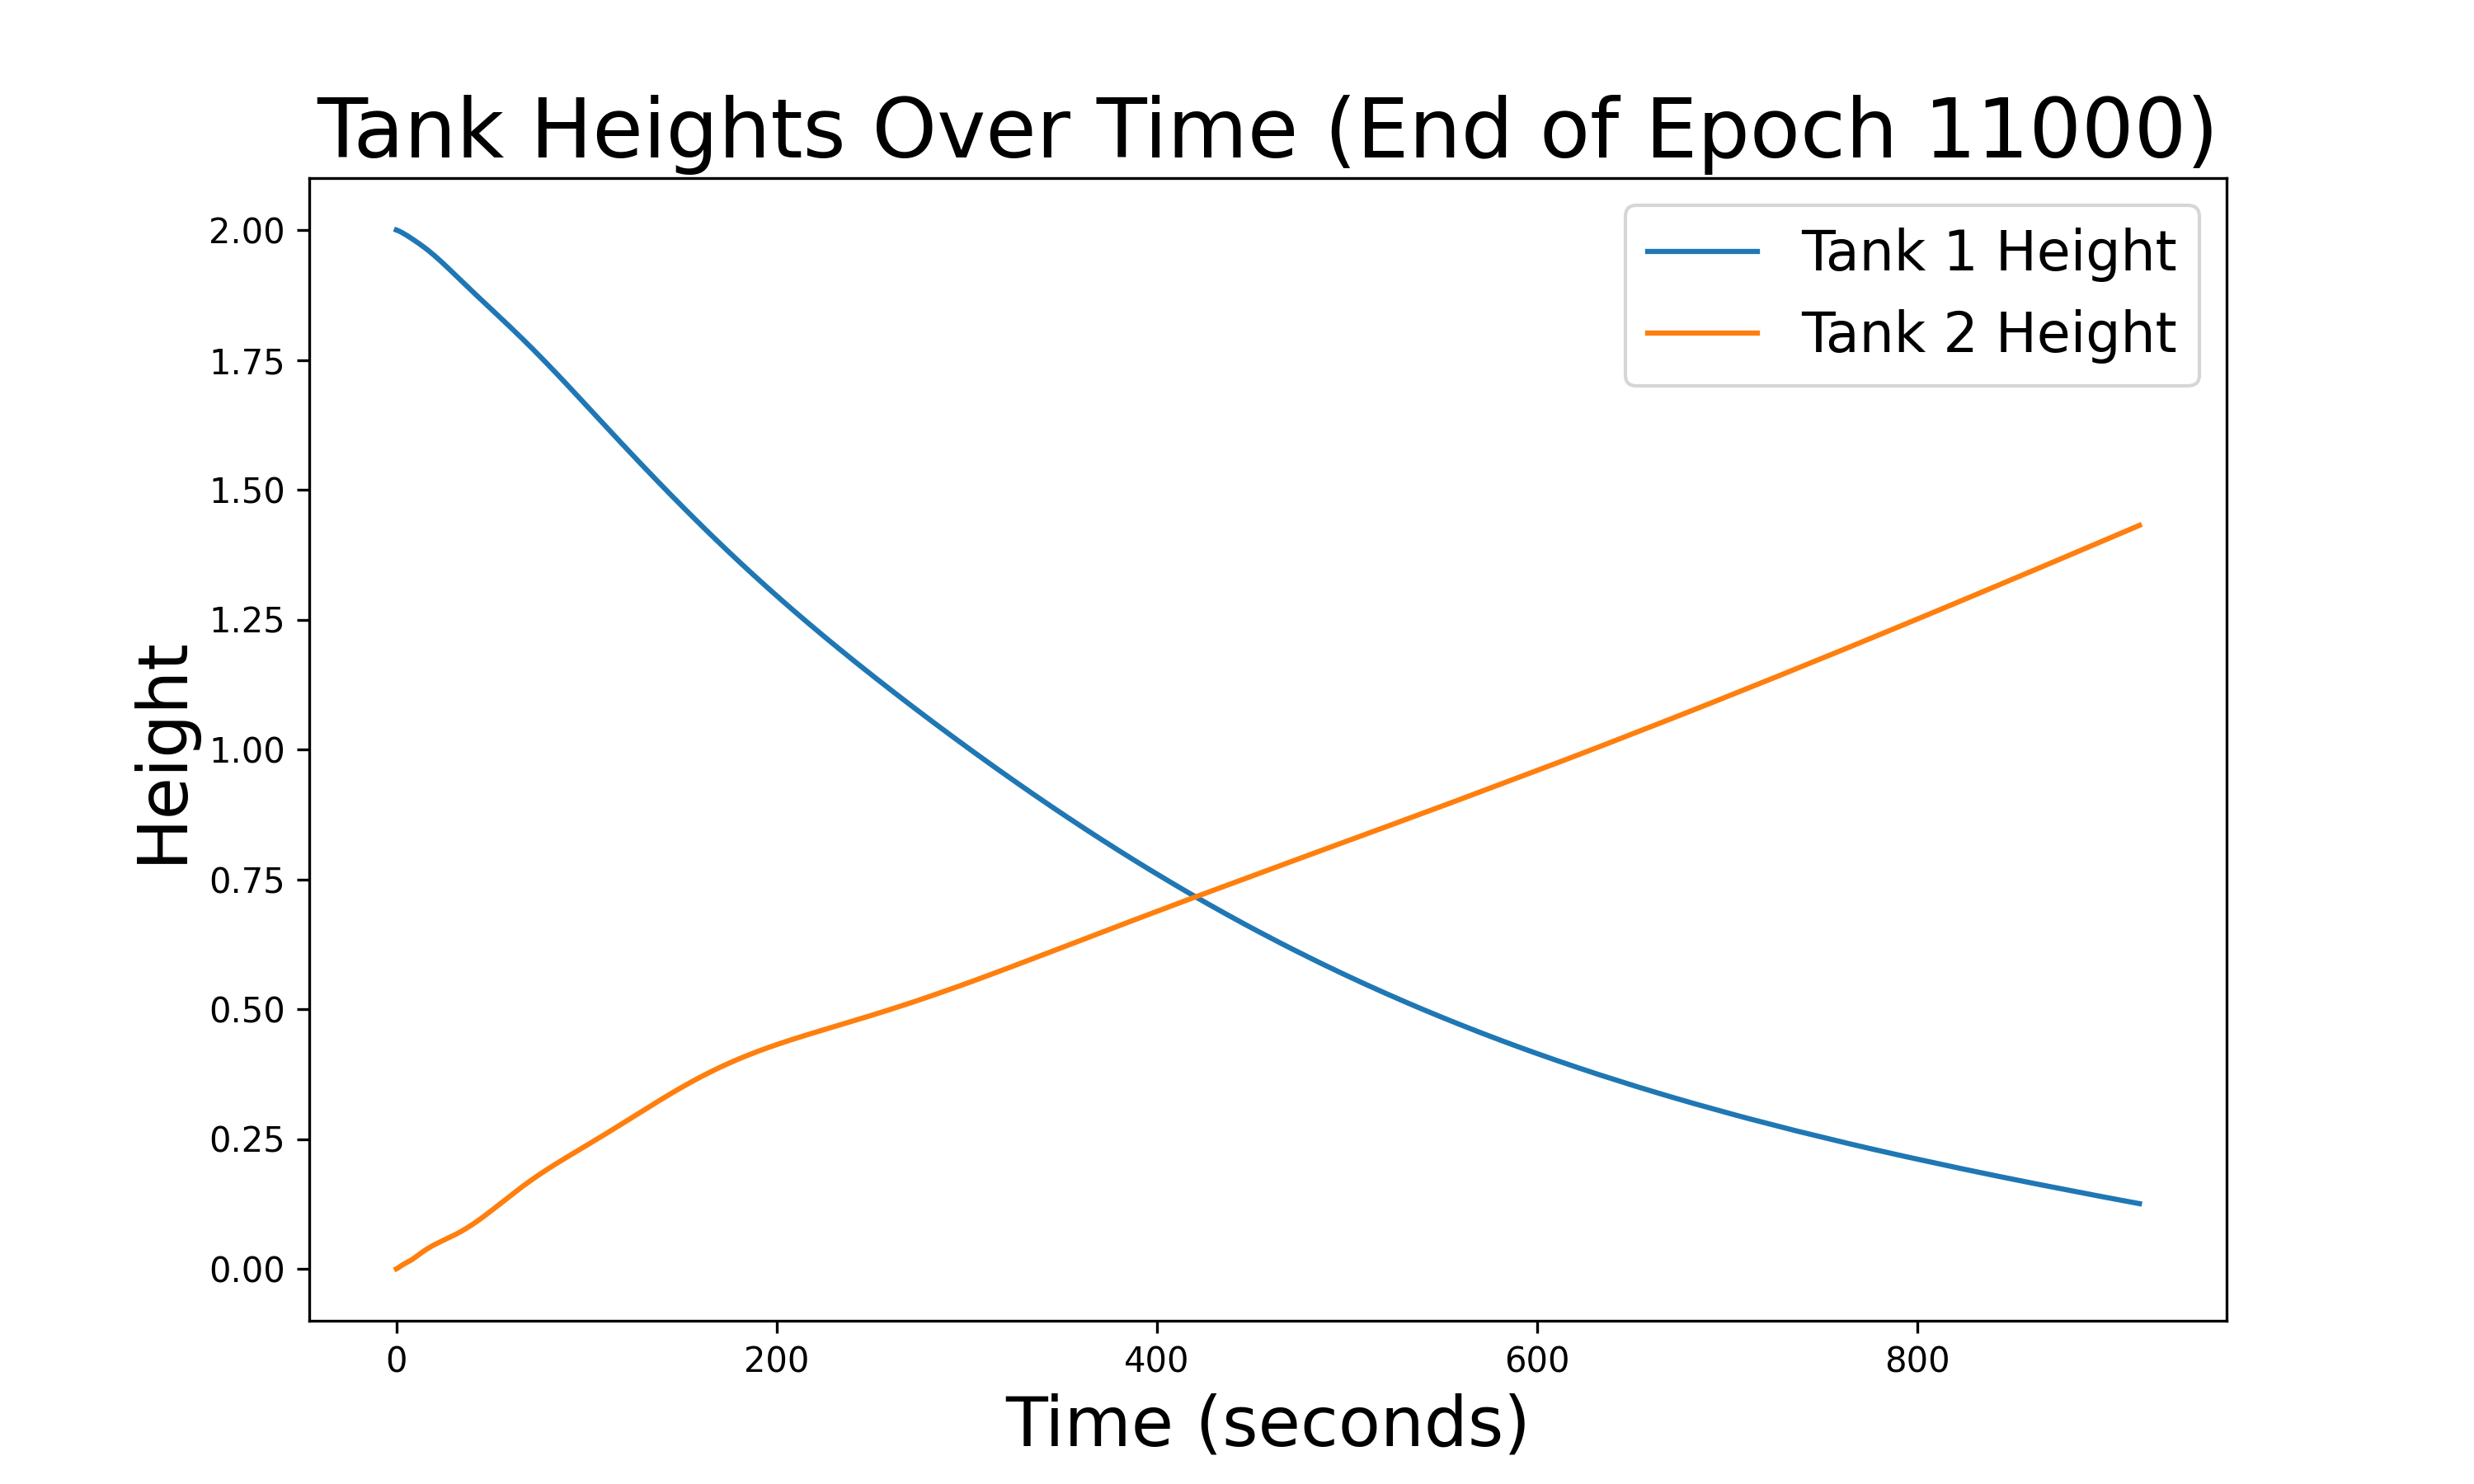 Tank Heights Over Time (End of Epoch 11000)
Tank 1 Height
Tank 2 Height
Height
2.00
1.75
1.50
1.25
1.00
0.75
0.50
0.25
0.00
0 200 400 600 800
Time (seconds)